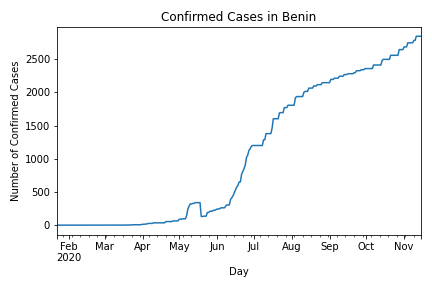 Confirmed Cases in Benin
Number of Confirmed Cases
2500
2000
1500
1000
500
0
Feb Mar Apr May Jun Jul Aug Sep Oct Nov
2020
Day